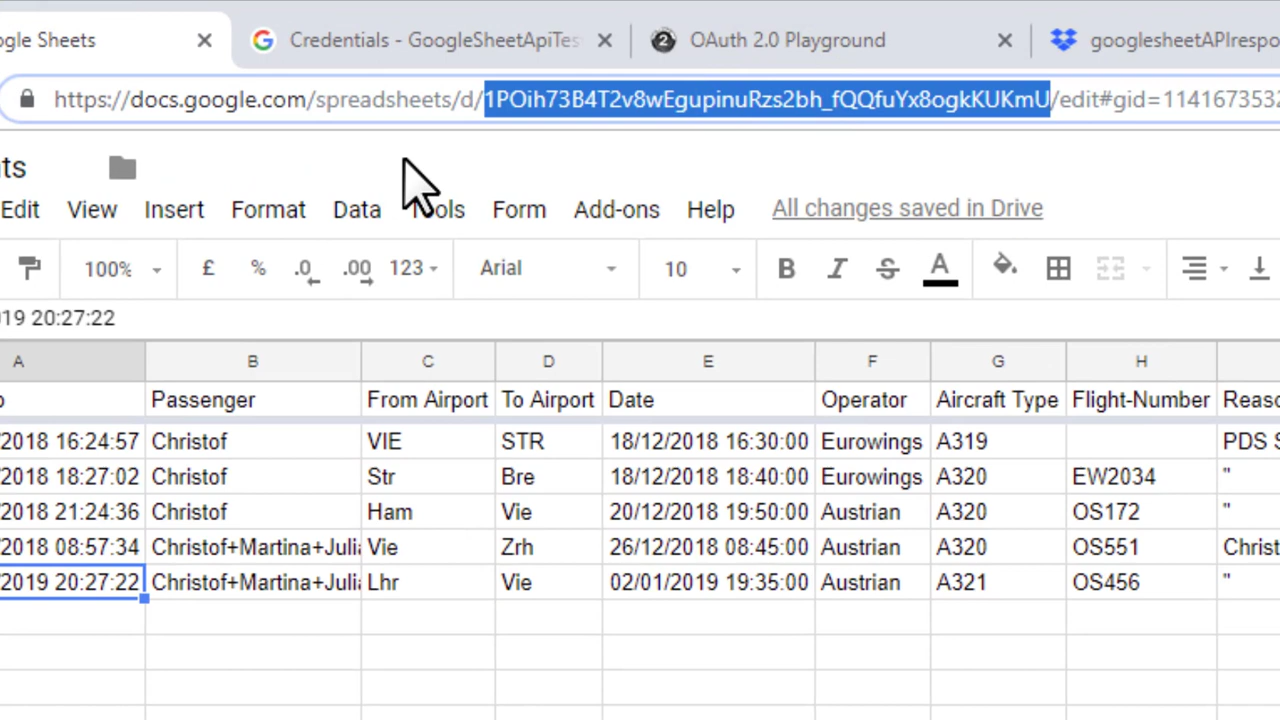 ogle Sheets
Credentials - GoogleSheetApiTes
OAuth 2.0 Playground
googlesheetAPIrespo
https://docs.google.com/spreadsheets/d/1POih73B4T2v8wEgupinuRzs2bh_fQQfuYx8ogkKUKmU/edit#gid=1141673532
ts
Edit View Insert Format Data Tools Form Add-ons Help All changes saved in Drive
100% £ % .0 .00 123 Arial 10 B I S A
019 20:27:22
A B C D E F G H
p Passenger From Airport To Airport Date Operator Aircraft Type Flight-Number Reaso
/2018 16:24:57 Christof VIE STR 18/12/2018 16:30:00 Eurowings A319 PDS S
/2018 18:27:02 Christof Str Bre 18/12/2018 18:40:00 Eurowings A320 EW2034 "
/2018 21:24:36 Christof Ham Vie 20/12/2018 19:50:00 Austrian A320 OS172 "
/2018 08:57:34 Christof+Martina+Julia Vie Zrh 26/12/2018 08:45:00 Austrian A320 OS551 Christ
/2019 20:27:22 Christof+Martina+Julia Lhr Vie 02/01/2019 19:35:00 Austrian A321 OS456 "